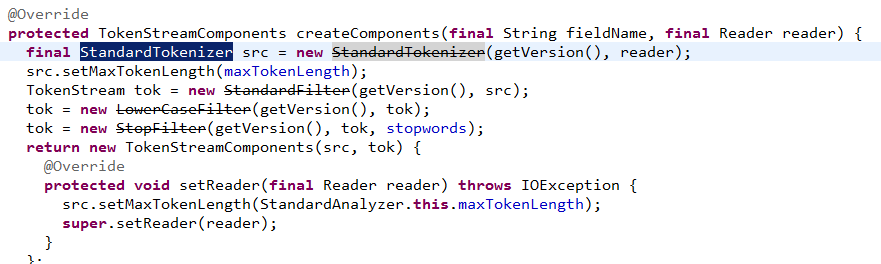 @Override
protected TokenStreamComponents createComponents(final String fieldName, final Reader reader) {
final StandardTokenizer src = new StandardTokenizer(getVersion(), reader);
src.setMaxTokenLength(maxTokenLength);
TokenStream tok = new StandardFilter(getVersion(), src);
tok = new LowerCaseFilter(getVersion(), tok);
tok = new StopFilter(getVersion(), tok, stopwords);
return new TokenStreamComponents(src, tok) {
@Override
protected void setReader(final Reader reader) throws IOException {
src.setMaxTokenLength(StandardAnalyzer.this.maxTokenLength);
super.setReader(reader);
}
};